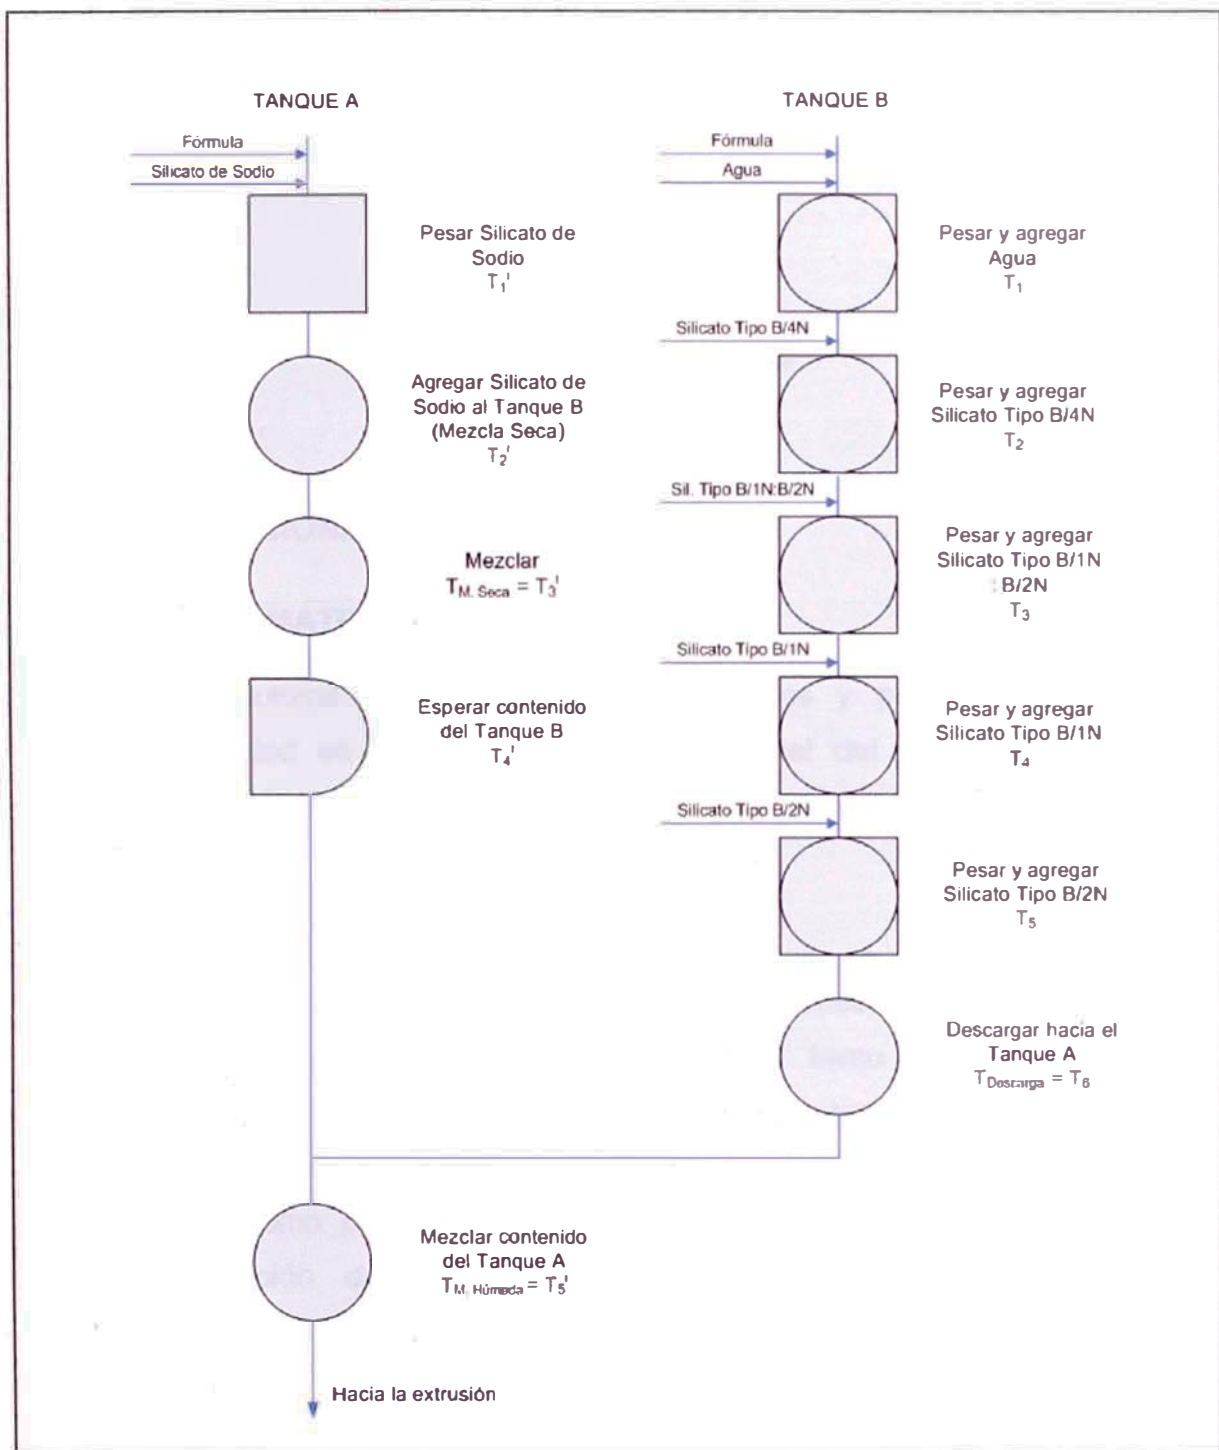 TANQUE A
Fórmula
Silicato de Sodio
Pesar Silicato de
Sodio
T₁'
Agregar Silicato de
Sodio al Tanque B
(Mezcla Seca)
T₂'
Mezclar
T_M. Seca = T₃'
Esperar contenido
del Tanque B
T₄'
TANQUE B
Fórmula
Agua
Pesar y agregar
Agua
T₁
Silicato Tipo B/4N
Pesar y agregar
Silicato Tipo B/4N
T₂
Sil. Tipo B/1N:B/2N
Pesar y agregar
Silicato Tipo B/1N
: B/2N
T₃
Silicato Tipo B/1N
Pesar y agregar
Silicato Tipo B/1N
T₄
Silicato Tipo B/2N
Pesar y agregar
Silicato Tipo B/2N
T₅
Descargar hacia el
Tanque A
T_Descarga = T₆
Mezclar contenido
del Tanque A
T_M. Húmeda = T₅'
Hacia la extrusión